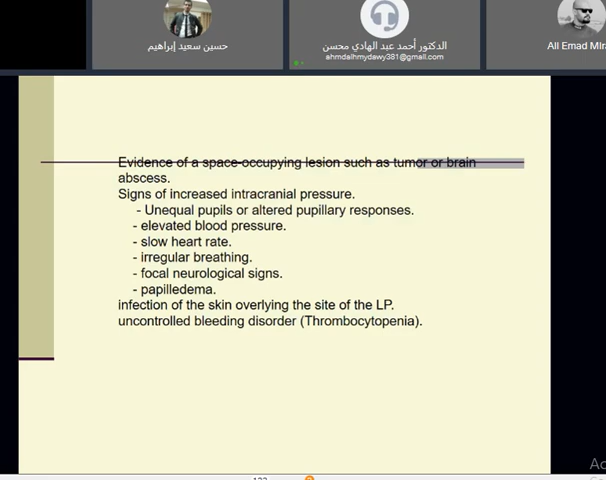 حسين سعيد إبراهيم
الدكتور أحمد عبد الهادي محسن
Ali Emad
ahmdalhmydawy381@gmail.com
Evidence of a space-occupying lesion such as tumor or brain
abscess.
Signs of increased intracranial pressure.
- Unequal pupils or altered pupillary responses.
- elevated blood pressure.
- slow heart rate.
- irregular breathing.
- focal neurological signs.
- papilledema.
infection of the skin overlying the site of the LP.
uncontrolled bleeding disorder (Thrombocytopenia).